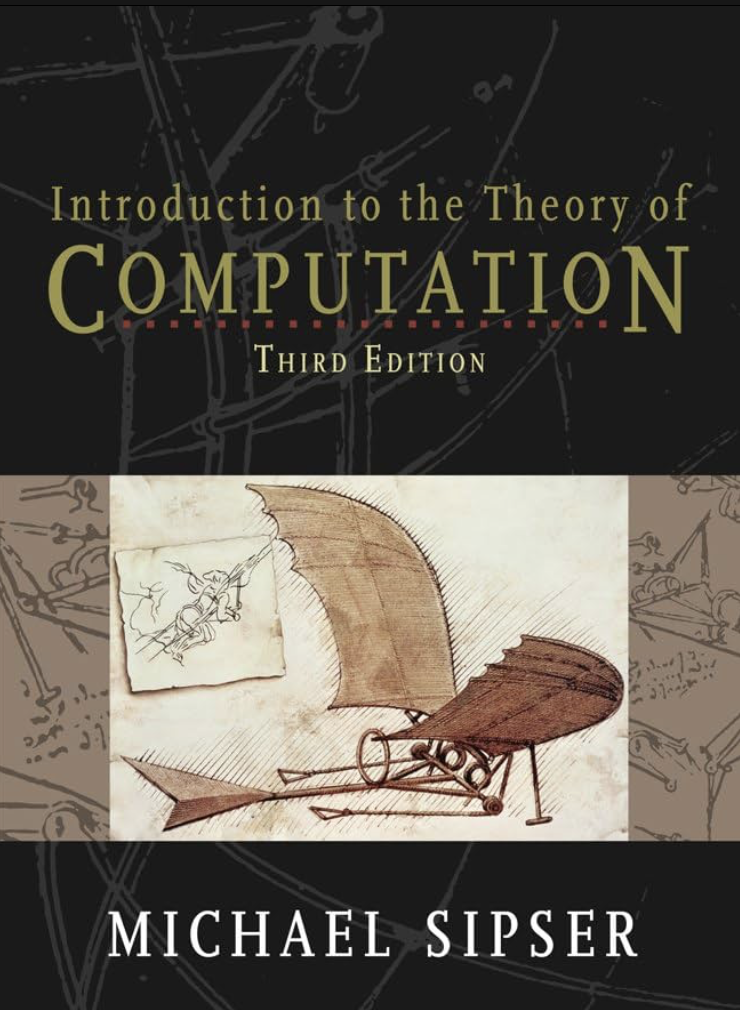 Introduction to the Theory of
COMPUTATION
THIRD EDITION
MICHAEL SIPSER